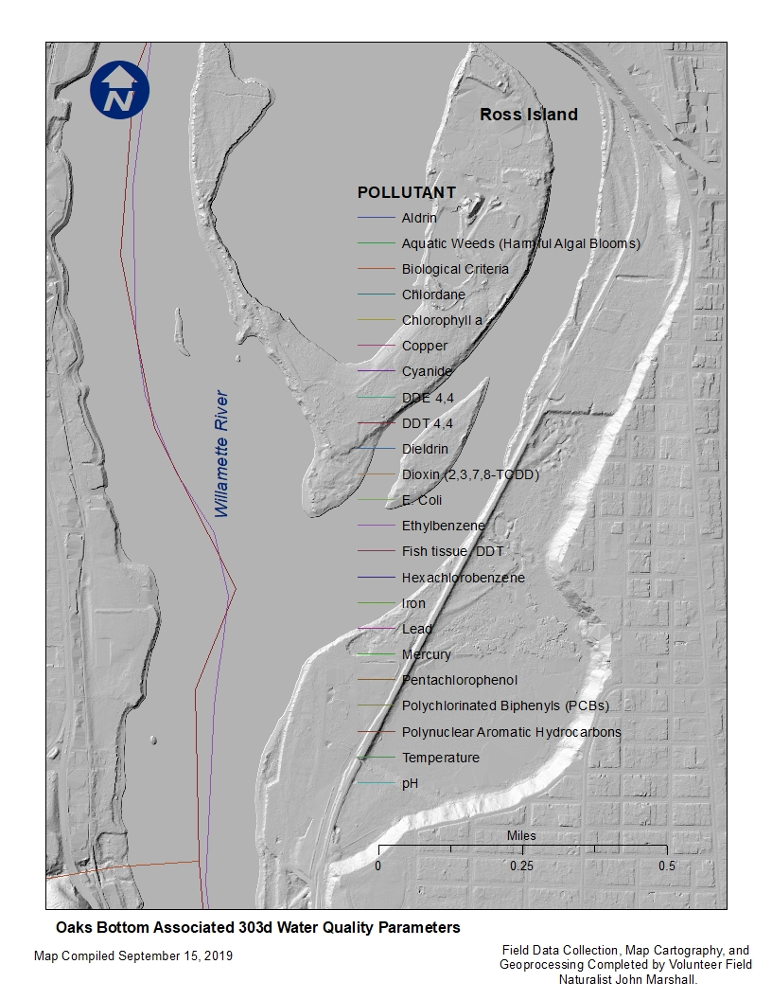 N
Ross Island
POLLUTANT
Aldrin
Aquatic Weeds (Harmful Algal Blooms)
Biological Criteria
Chlordane
Chlorophyll a
Copper
Cyanide
DDE 4,4
DDT 4,4
Dieldrin
Dioxin (2,3,7,8-TCDD)
E. Coli
Ethylbenzene
Fish tissue, DDT
Hexachlorobenzene
Iron
Lead
Mercury
Pentachlorophenol
Polychlorinated Biphenyls (PCBs)
Polynuclear Aromatic Hydrocarbons
Temperature
pH
Willamette River
Miles
0 0.25 0.5
Oaks Bottom Associated 303d Water Quality Parameters
Map Compiled September 15, 2019
Field Data Collection, Map Cartography, and
Geoprocessing Completed by Volunteer Field
Naturalist John Marshall.